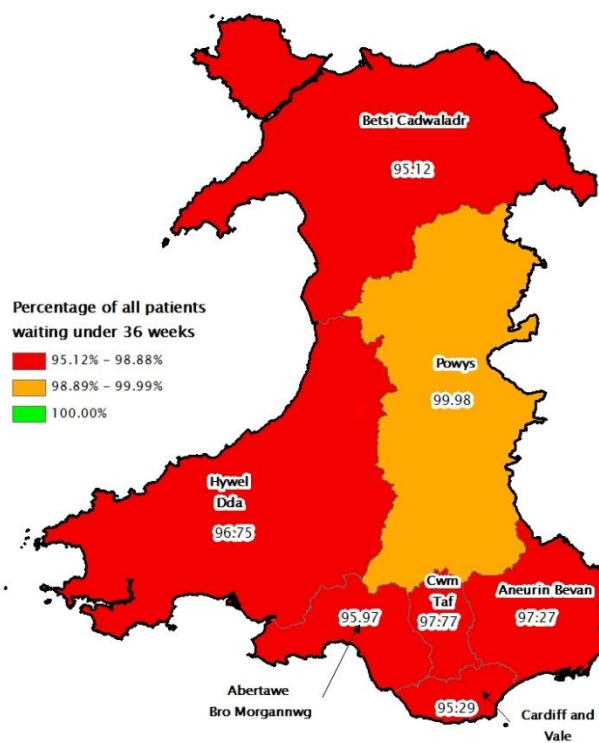 Betsi Cadwaladr
95.12
Percentage of all patients
waiting under 36 weeks
95.12% - 98.88%
98.89% - 99.99%
100.00%
Powys
99.98
Hywel
Dda
96.75
Cwm
Taf
97.77
Aneurin Bevan
97.27
95.97
Abertawe
Bro Morgannwg
95.29
Cardiff and
Vale